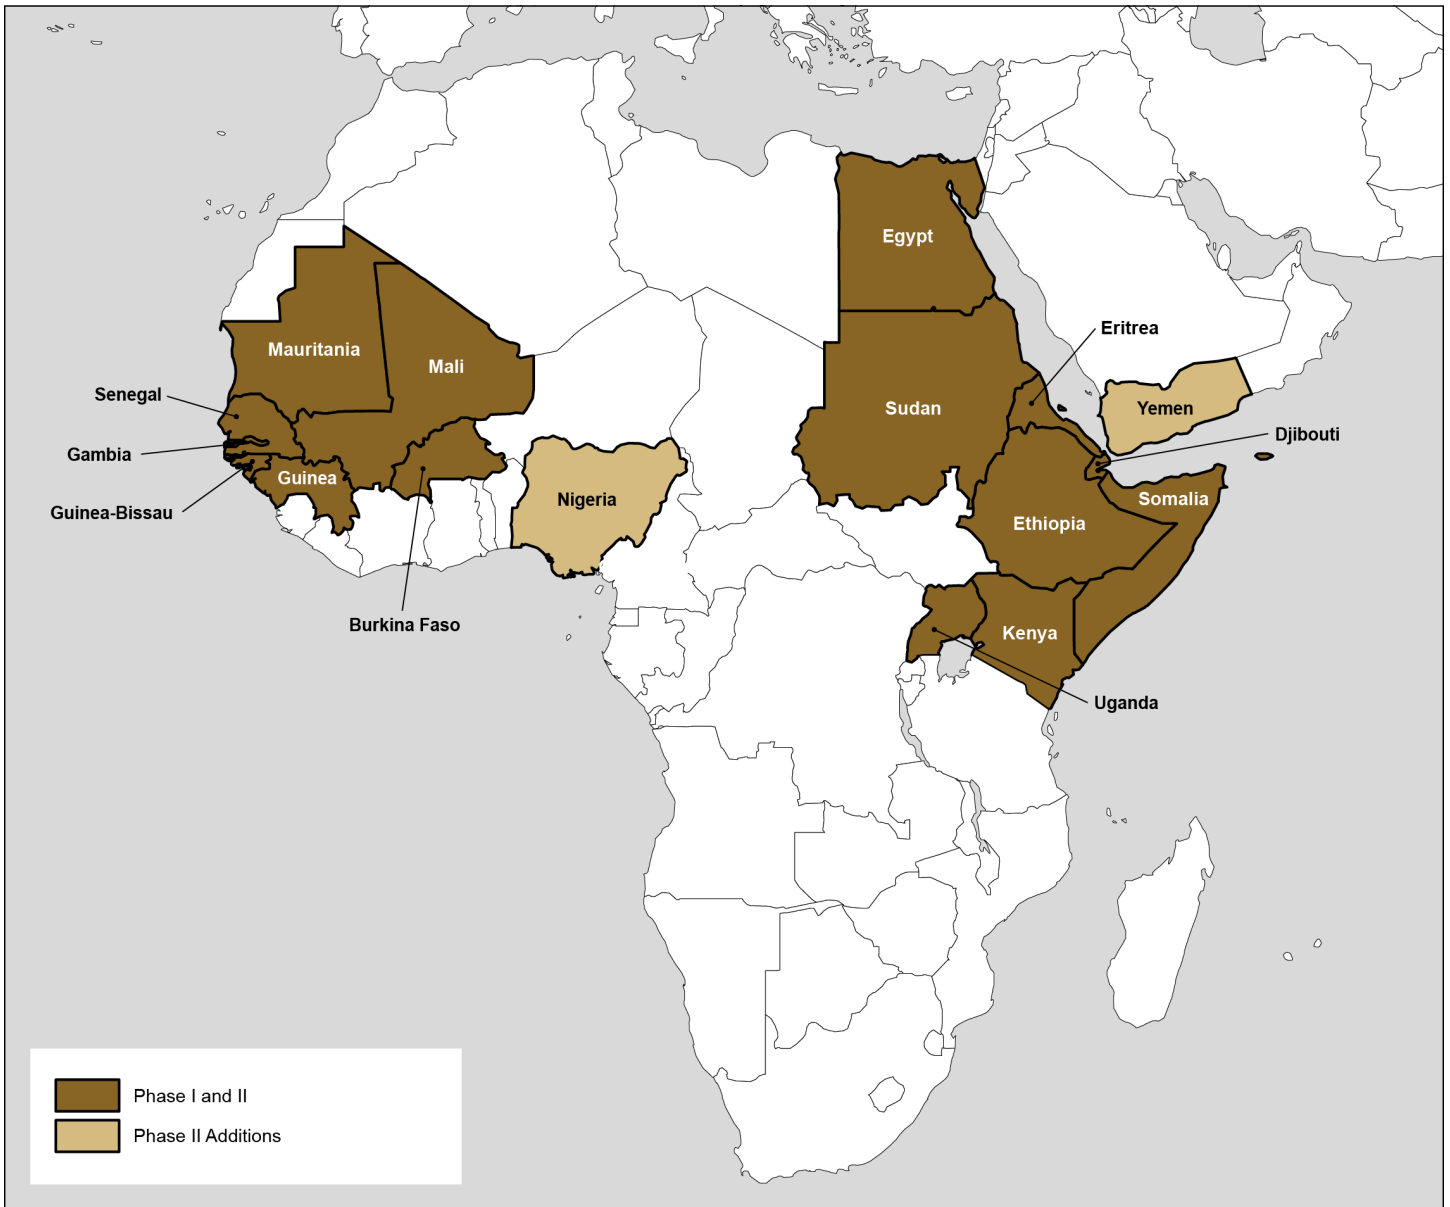 Egypt
Eritrea
Mauritania
Mali
Senegal
Sudan
Yemen
Djibouti
Gambia
Guinea
Nigeria
Somalia
Guinea-Bissau
Ethiopia
Burkina Faso
Kenya
Uganda
Phase I and II
Phase II Additions